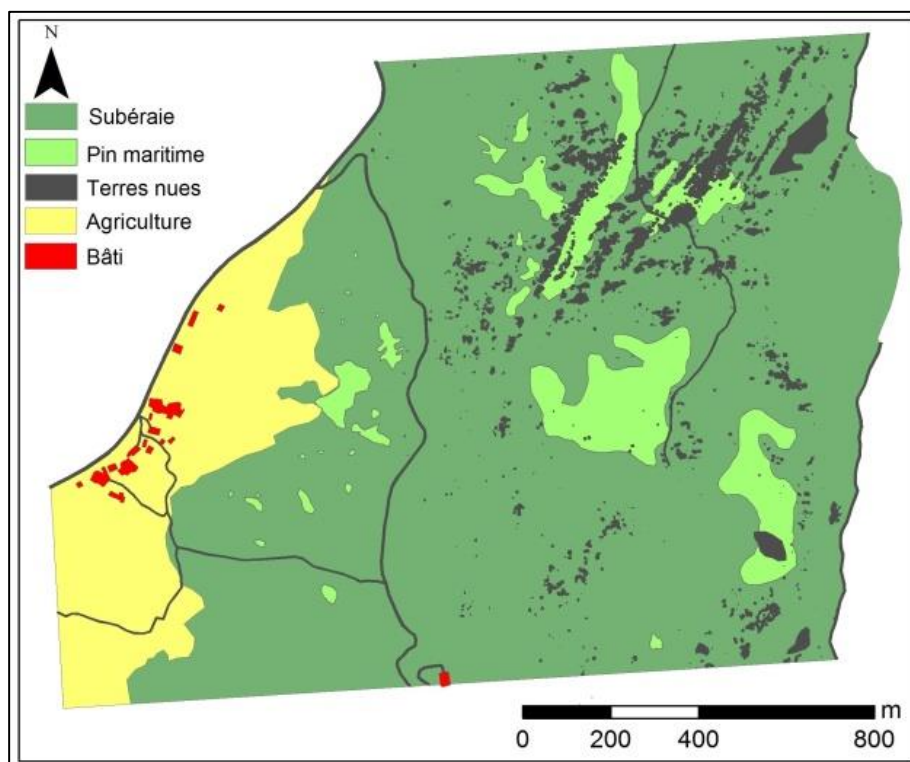 N
Subéraie
Pin maritime
Terres nues
Agriculture
Bâti
m
0 200 400 800